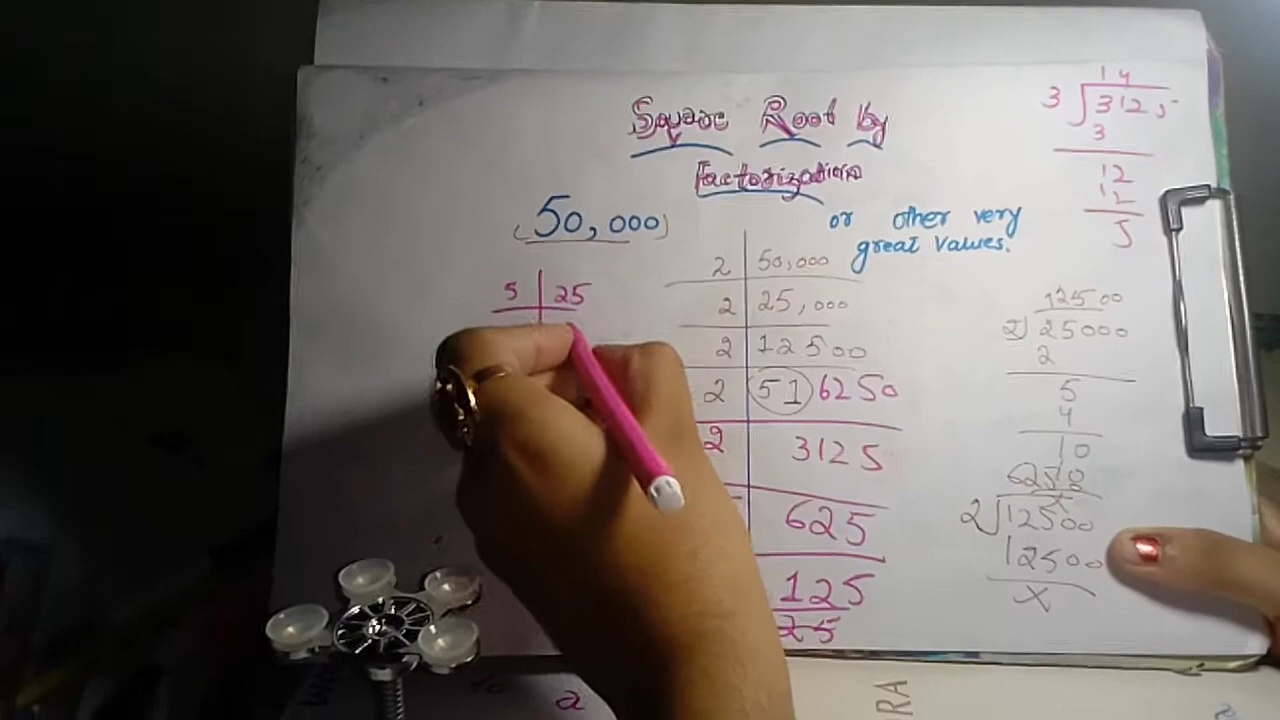 Square Root by
Factorization
(50,000)
or other very
great values.
5 | 25
2 | 50,000
2 | 25,000
2 | 12500
2 | 51 6250
2 | 3125
625
125
25
14
3 √3125
3
12
12
5
12500
2 25000
2
5
4
10
2 √12500
12500
x
a
RA